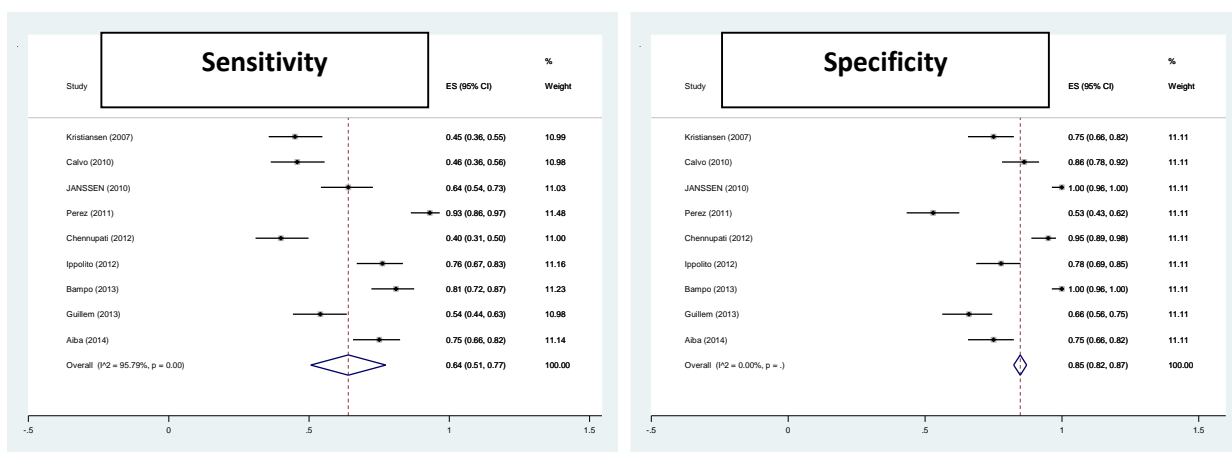 Sensitivity
%
Study ES (95% CI) Weight
Kristiansen (2007) 0.45 (0.36, 0.55) 10.99
Calvo (2010) 0.46 (0.36, 0.56) 10.98
JANSSEN (2010) 0.64 (0.54, 0.73) 11.03
Perez (2011) 0.93 (0.86, 0.97) 11.48
Chennupati (2012) 0.40 (0.31, 0.50) 11.00
Ippolito (2012) 0.76 (0.67, 0.83) 11.16
Bampo (2013) 0.81 (0.72, 0.87) 11.23
Guillem (2013) 0.54 (0.44, 0.63) 10.98
Aiba (2014) 0.75 (0.66, 0.82) 11.14
Overall (I^2 = 95.79%, p = 0.00) 0.64 (0.51, 0.77) 100.00
-.5 0 .5 1 1.5
Specificity
%
Study ES (95% CI) Weight
Kristiansen (2007) 0.75 (0.66, 0.82) 11.11
Calvo (2010) 0.86 (0.78, 0.92) 11.11
JANSSEN (2010) 1.00 (0.96, 1.00) 11.11
Perez (2011) 0.53 (0.43, 0.62) 11.11
Chennupati (2012) 0.95 (0.89, 0.98) 11.11
Ippolito (2012) 0.78 (0.69, 0.85) 11.11
Bampo (2013) 1.00 (0.96, 1.00) 11.11
Guillem (2013) 0.66 (0.56, 0.75) 11.11
Aiba (2014) 0.75 (0.66, 0.82) 11.11
Overall (I^2 = 0.00%, p = .) 0.85 (0.82, 0.87) 100.00
-.5 0 .5 1 1.5